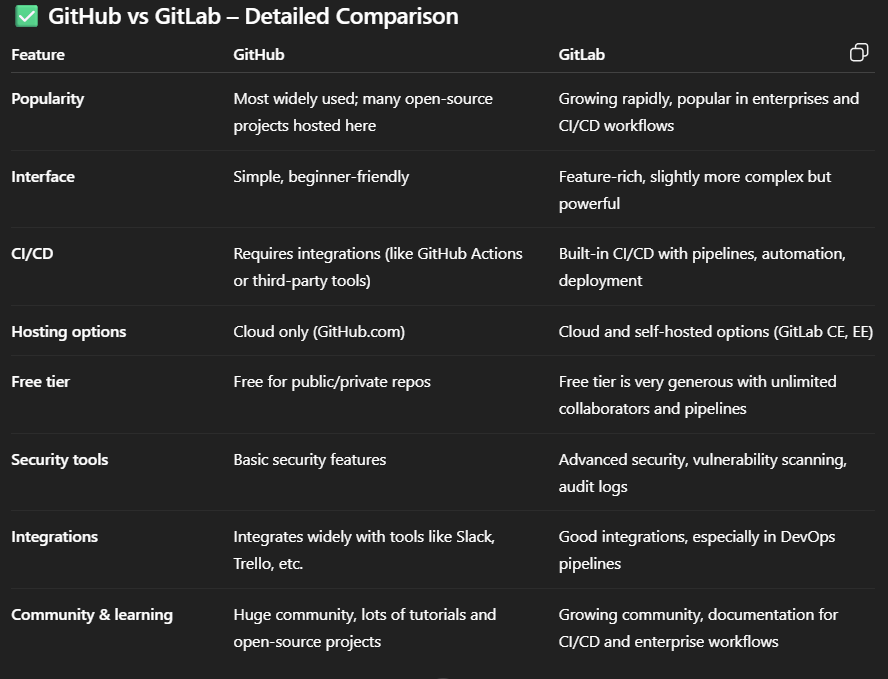 ✅ GitHub vs GitLab – Detailed Comparison
Feature GitHub GitLab
Popularity Most widely used; many open-source Growing rapidly, popular in enterprises and
projects hosted here CI/CD workflows
Interface Simple, beginner-friendly Feature-rich, slightly more complex but
powerful
CI/CD Requires integrations (like GitHub Actions Built-in CI/CD with pipelines, automation,
or third-party tools) deployment
Hosting options Cloud only (GitHub.com) Cloud and self-hosted options (GitLab CE, EE)
Free tier Free for public/private repos Free tier is very generous with unlimited
collaborators and pipelines
Security tools Basic security features Advanced security, vulnerability scanning,
audit logs
Integrations Integrates widely with tools like Slack, Good integrations, especially in DevOps
Trello, etc. pipelines
Community & learning Huge community, lots of tutorials and Growing community, documentation for
open-source projects CI/CD and enterprise workflows